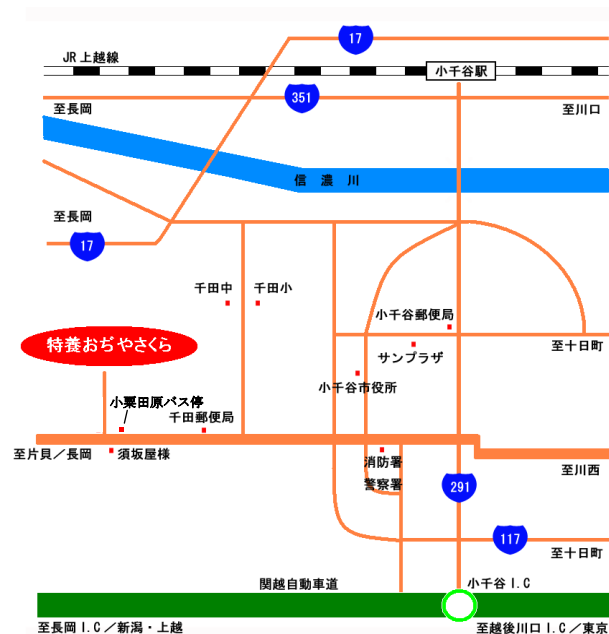 17
JR上越線
小千谷駅
351
至長岡
至川口
信濃川
至長岡
17
千田中
千田小
小千谷郵便局
特養おぢやさくら
サンプラザ
至十日町
小千谷市役所
小粟田原バス停
千田郵便局
至片貝／長岡
須坂屋様
消防署
至川西
警察署
291
117
至十日町
関越自動車道
小千谷I.C
至長岡I.C／新潟・上越
至越後川口I.C／東京